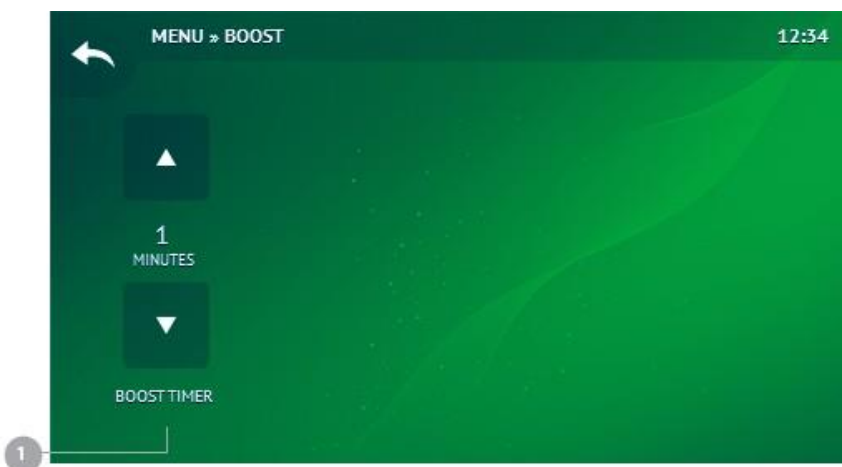 MENU » BOOST
12:34
1
MINUTES
BOOST TIMER
1